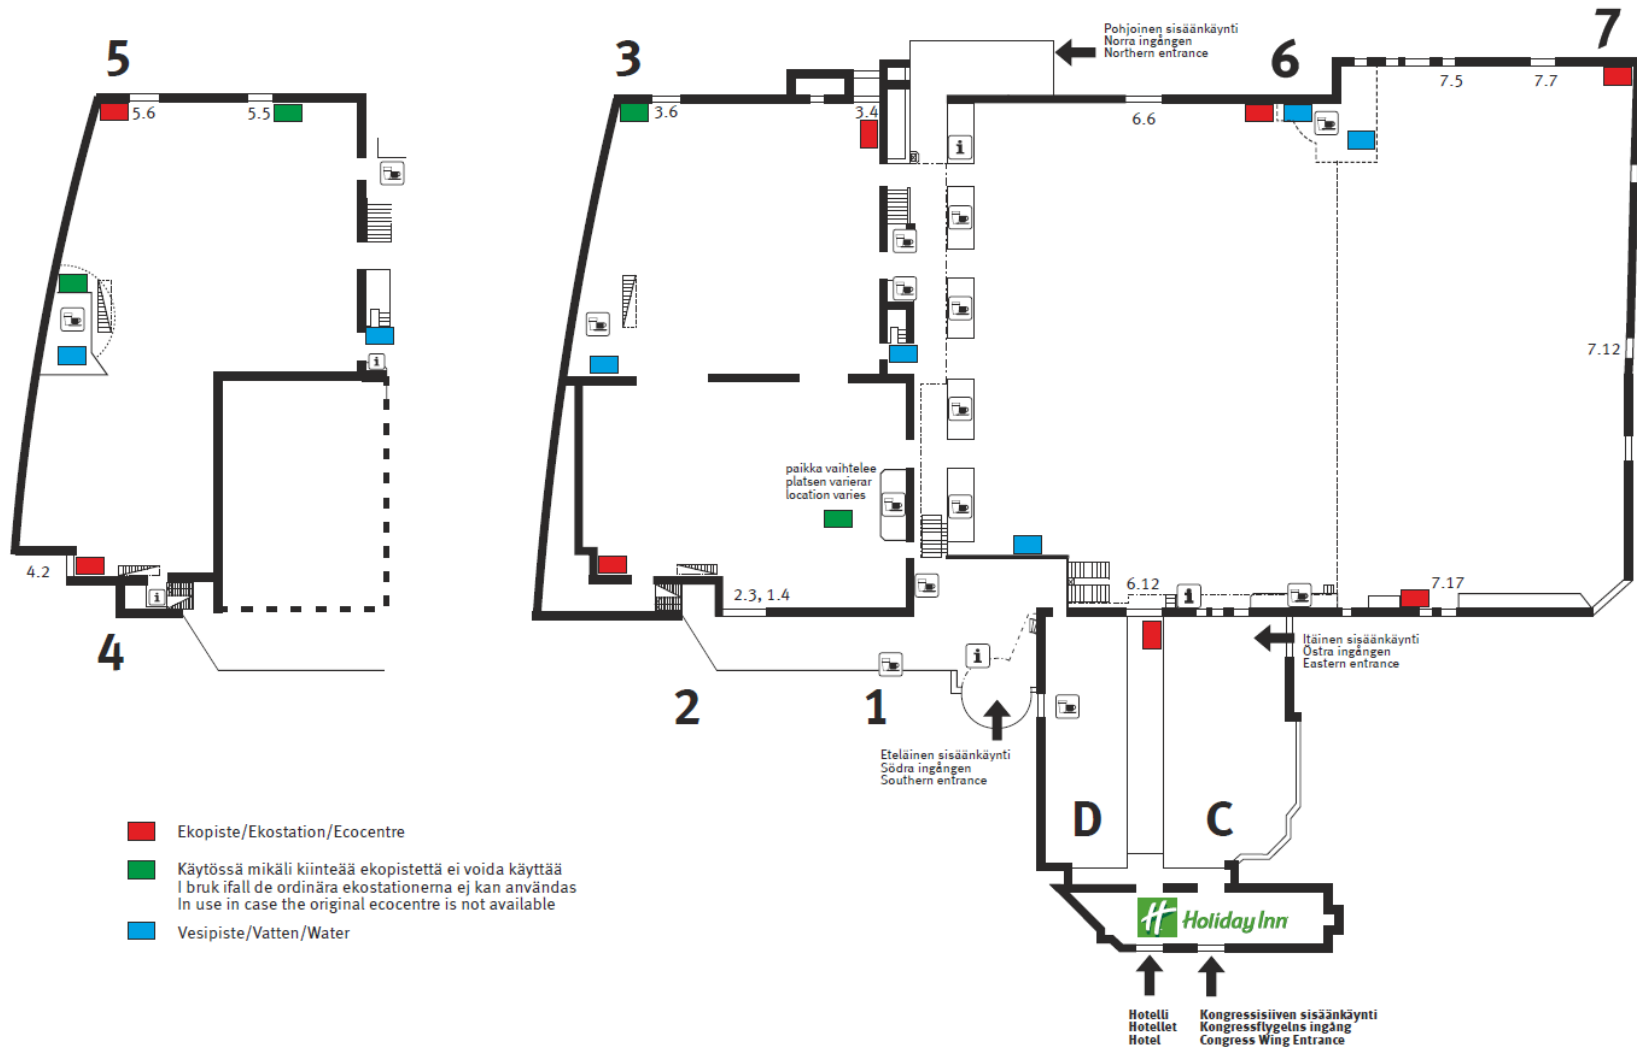 5
3
6
7
Pohjoinen sisäänkäynti
Norra ingången
Northern entrance
5.6
5.5
3.6
3.4
6.6
7.5
7.7
i
7.12
i
paikka vaihtelee
platsen varierar
location varies
4.2
i
2.3, 1.4
6.12
i
7.17
4
2
1
i
Itäinen sisäänkäynti
Östra ingången
Eastern entrance
Eteläinen sisäänkäynti
Södra ingången
Southern entrance
D
C
Ekopiste/Ekostation/Ecocentre
Käytössä mikäli kiinteää ekopistettä ei voida käyttää
I bruk ifall de ordinära ekostationerna ej kan användas
In use in case the original ecocentre is not available
Vesipiste/Vatten/Water
H Holiday Inn
Hotelli
Hotellet
Hotel
Kongressisiiven sisäänkäynti
Kongressflygelns ingång
Congress Wing Entrance